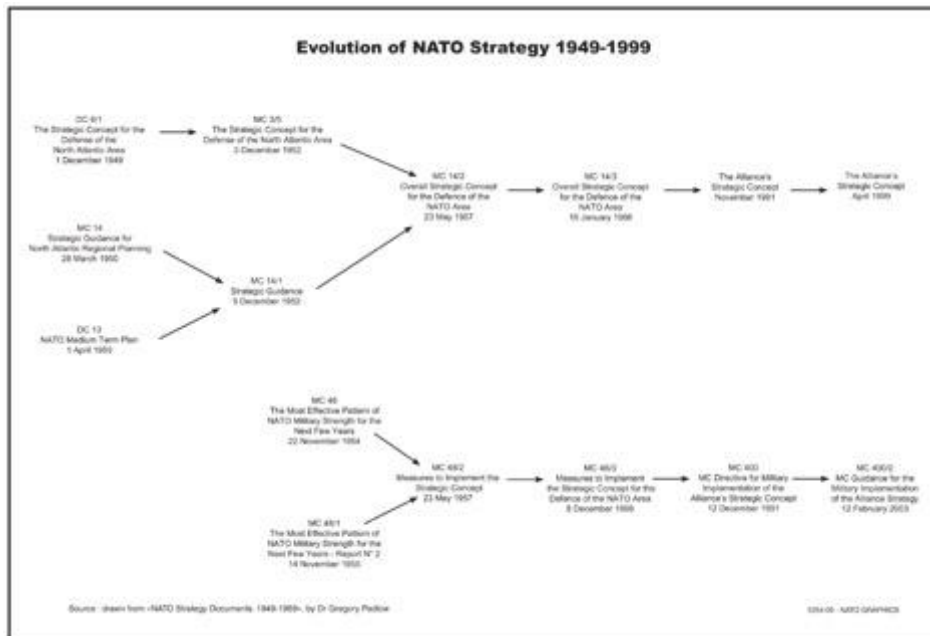 Evolution of NATO Strategy 1949-1999
DC 6/1
The Strategic Concept for the
Defense of the
North Atlantic Area
1 December 1949
MC 3/5
The Strategic Concept for the
Defense of the North Atlantic Area
3 December 1952
MC 14/2
Overall Strategic Concept
for the Defence of the
NATO Area
23 May 1957
MC 14/3
Overall Strategic Concept
for the Defence of the
NATO Area
16 January 1968
The Alliance's
Strategic Concept
November 1991
The Alliance's
Strategic Concept
April 1999
MC 14
Strategic Guidance for
North Atlantic Regional Planning
28 March 1950
MC 14/1
Strategic Guidance
9 December 1952
DC 13
NATO Medium Term Plan
1 April 1950
MC 48
The Most Effective Pattern of
NATO Military Strength for the
Next Few Years
22 November 1954
MC 48/2
Measures to Implement the
Strategic Concept
23 May 1957
MC 48/3
Measures to Implement
the Strategic Concept for the
Defence of the NATO Area
8 December 1969
MC 400
MC Directive for Military
Implementation of the
Alliance's Strategic Concept
12 December 1991
MC 400/2
MC Guidance for the
Military Implementation
of the Alliance Strategy
12 February 2003
MC 48/1
The Most Effective Pattern of
NATO Military Strength for the
Next Few Years - Report N° 2
14 November 1955
Source : drawn from «NATO Strategy Documents, 1949-1969», by Dr Gregory Pedlow
- NATO GRAPHICS